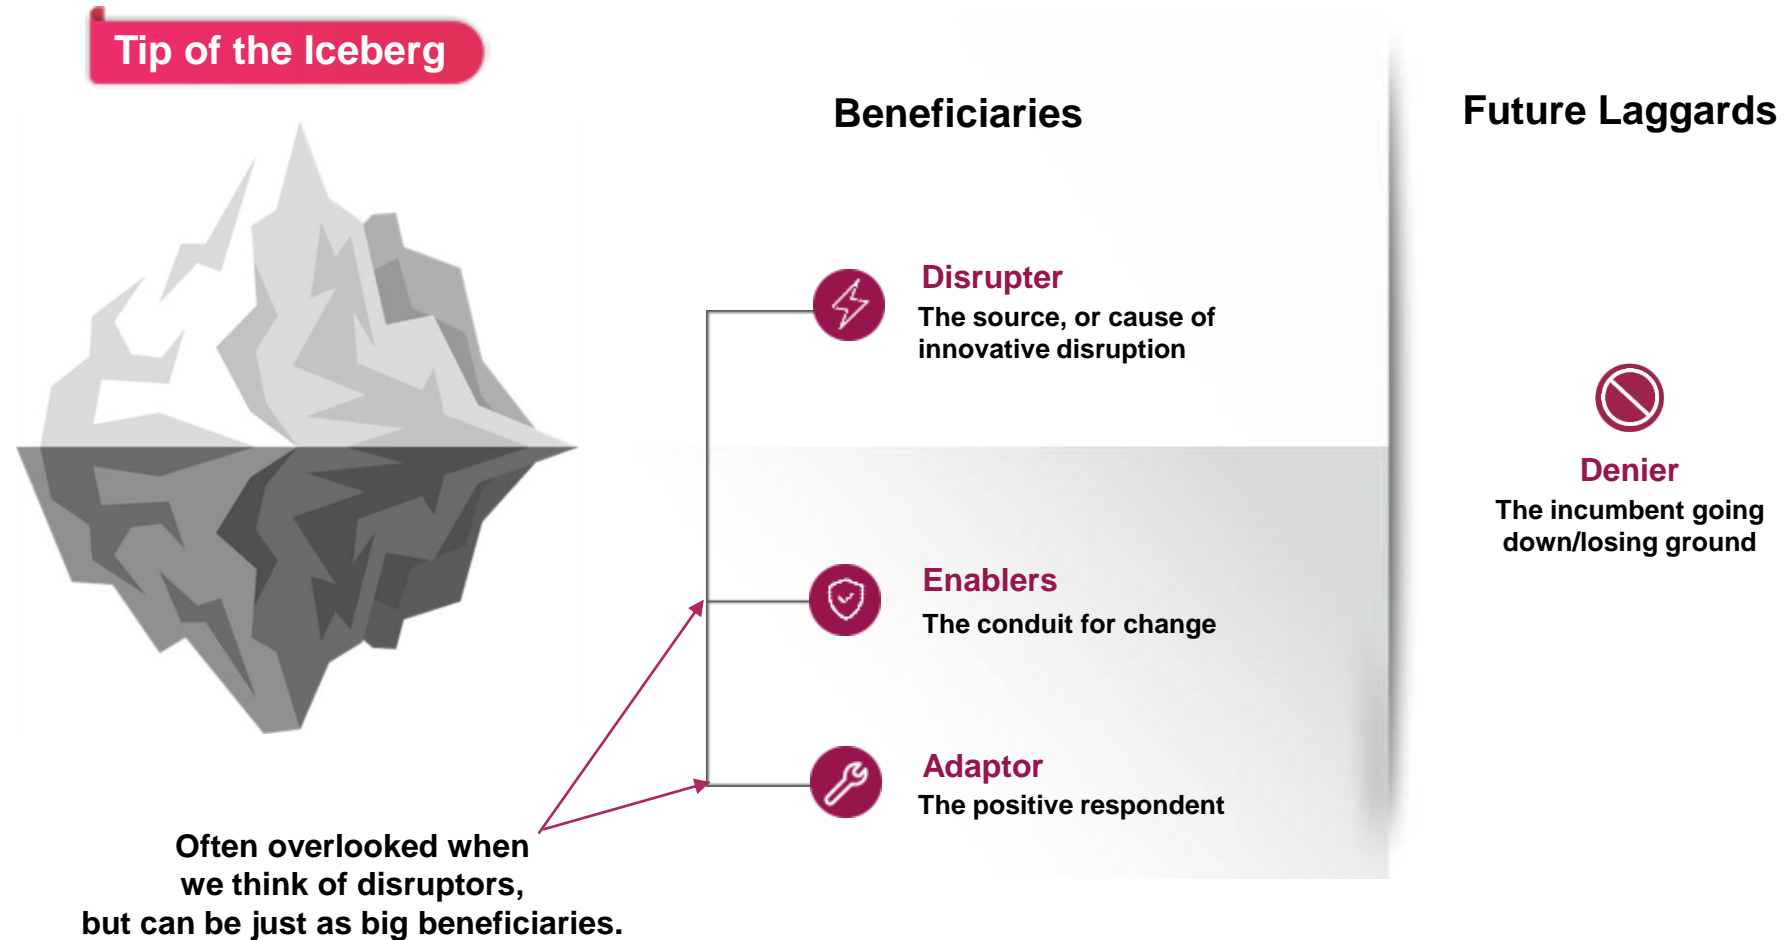 Tip of the Iceberg
Beneficiaries
Future Laggards
Disrupter
The source, or cause of
innovative disruption
Denier
The incumbent going
down/losing ground
Enablers
The conduit for change
Adaptor
The positive respondent
Often overlooked when
we think of disruptors,
but can be just as big beneficiaries.